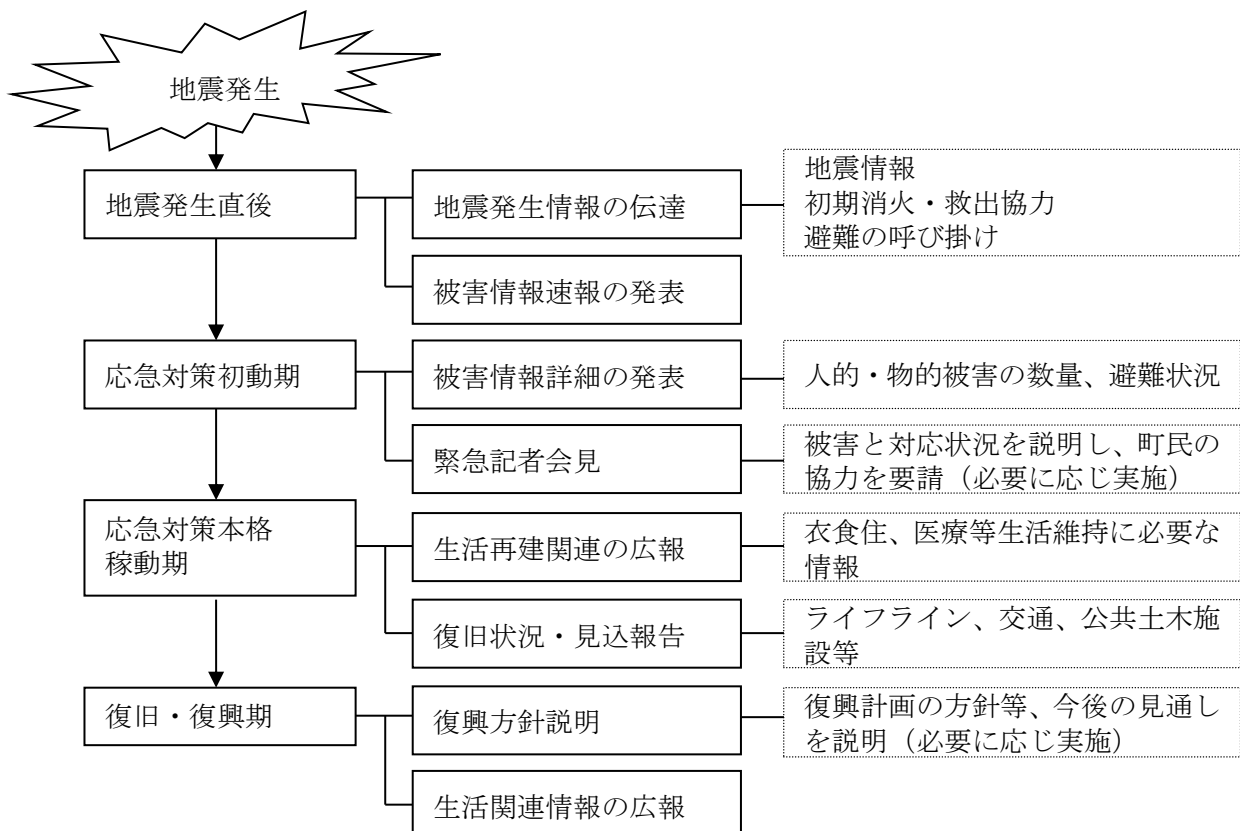 地震発生
地震発生直後
地震発生情報の伝達
地震情報
初期消火・救出協力
避難の呼び掛け
被害情報速報の発表
応急対策初動期
被害情報詳細の発表
人的・物的被害の数量、避難状況
緊急記者会見
被害と対応状況を説明し、町民の
協力を要請（必要に応じ実施）
応急対策本格
稼動期
生活再建関連の広報
衣食住、医療等生活維持に必要な
情報
復旧状況・見込報告
ライフライン、交通、公共土木施
設等
復旧・復興期
復興方針説明
復興計画の方針等、今後の見通し
を説明（必要に応じ実施）
生活関連情報の広報